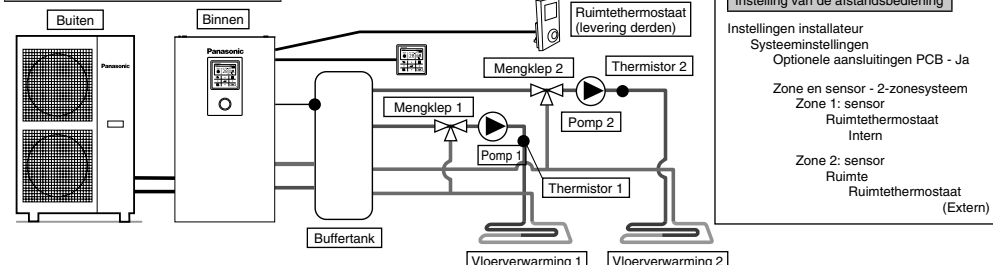 Buiten
Binnen
Panasonic
Panasonic
Ruimtethermostaat
(levering derden)
Mengklep 2
Thermistor 2
Mengklep 1
Pomp 2
Pomp 1
Thermistor 1
Buffertank
Vloerverwarming 1
Vloerverwarming 2
Instelling van de afstandsbediening
Instellingen installateur
Systeeminstellingen
Optionele aansluitingen PCB - Ja
Zone en sensor - 2-zonesysteem
Zone 1: sensor
Ruimtethermostaat
Intern
Zone 2: sensor
Ruimte
Ruimtethermostaat
(Extern)